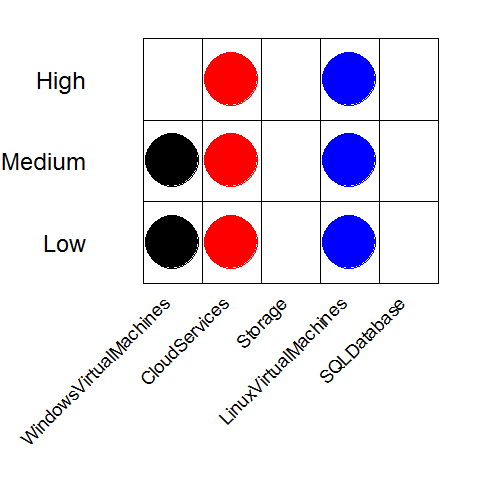 High
Medium
Low
WindowsVirtualMachines
CloudServices
Storage
LinuxVirtualMachines
SQLDatabase